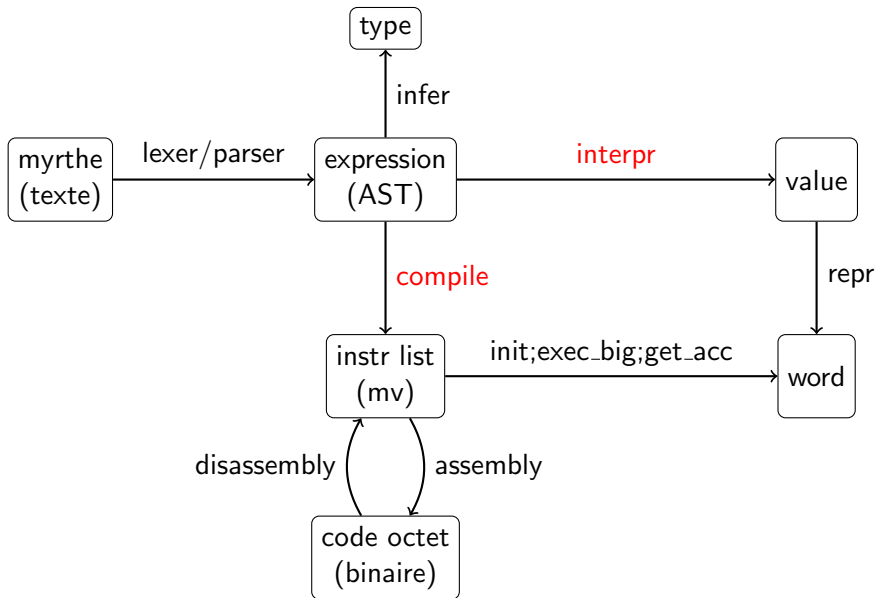 type
infer
myrthe
(texte)
lexer/parser
expression
(AST)
interpr
value
compile
repr
instr list
(mv)
init;exec_big;get_acc
word
disassembly
assembly
code octet
(binaire)